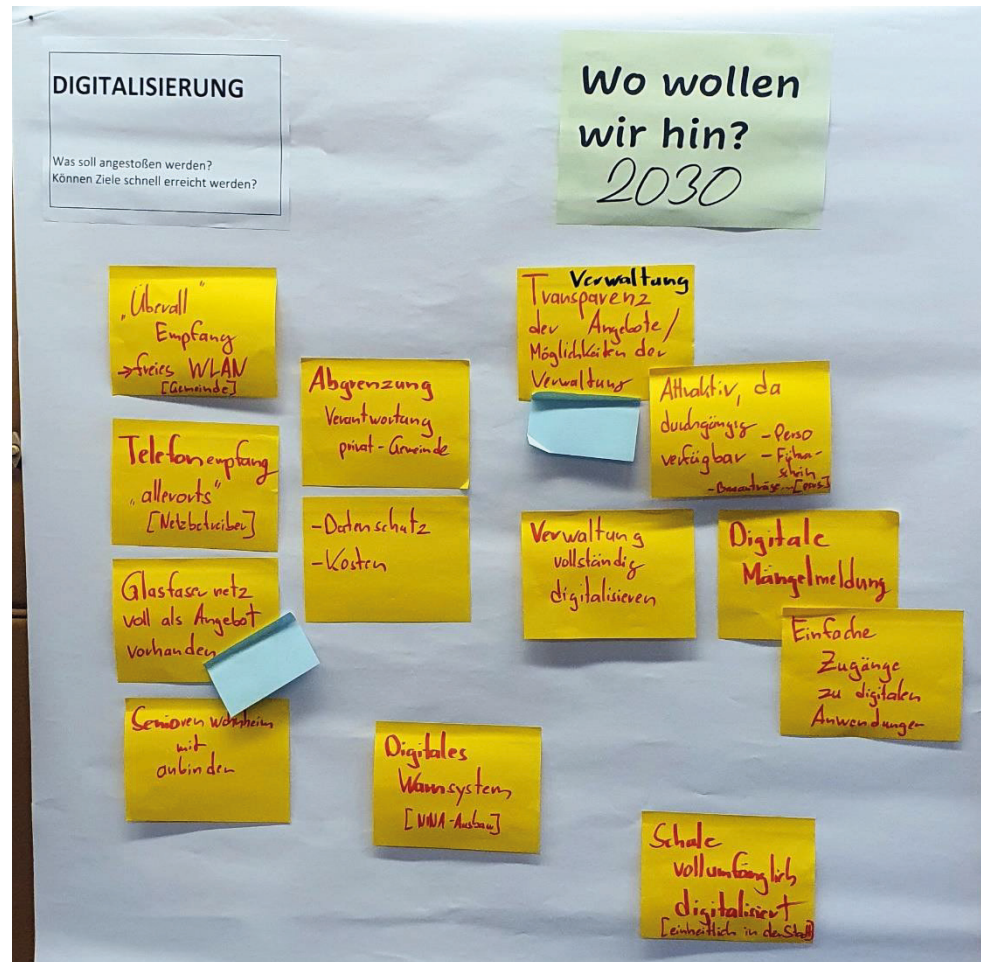 DIGITALISIERUNG
Was soll angestoßen werden?
Können Ziele schnell erreicht werden?
Wo wollen
wir hin?
2030
„Überall"
Empfang
→ freies WLAN
[Gemeinde]
Telefonempfang
„allerorts"
[Netzbetreiber]
Glasfasernetz
voll als Angebot
vorhanden
Seniorenwohnheim
mit
anbinden
Abgrenzung
Verantwortung
privat - Gemeinde
- Datenschutz
- Kosten
Digitales
Warnsystem
[NINA-Ausbau]
Verwaltung
Transparenz
der Angebote/
Möglichkeiten der
Verwaltung
Attraktiv, da
durchgängig - Perso
verfügbar - Führer-
schein
- Bauanträge
Verwaltung
vollständig
digitalisieren
Digitale
Mängelmeldung
Einfache
Zugänge
zu digitalen
Anwendungen
Schule
vollumfänglich
digitalisiert
[einheitlich in der Stadt]